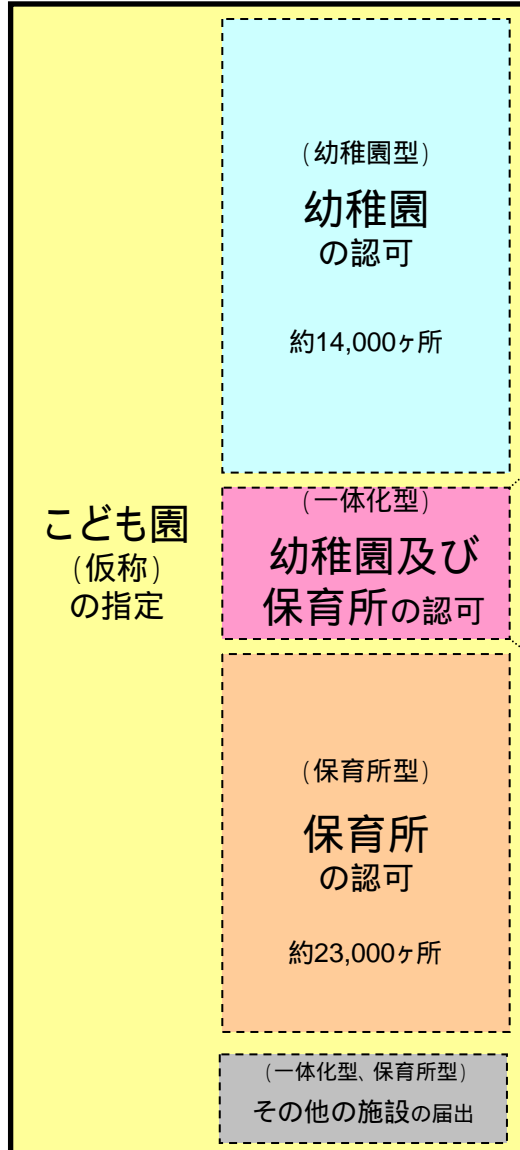 こども園
(仮称)
の指定
(幼稚園型)
幼稚園
の認可
約14,000ヶ所
(一体化型)
幼稚園及び
保育所の認可
(保育所型)
保育所
の認可
約23,000ヶ所
(一体化型、保育所型)
その他の施設の届出